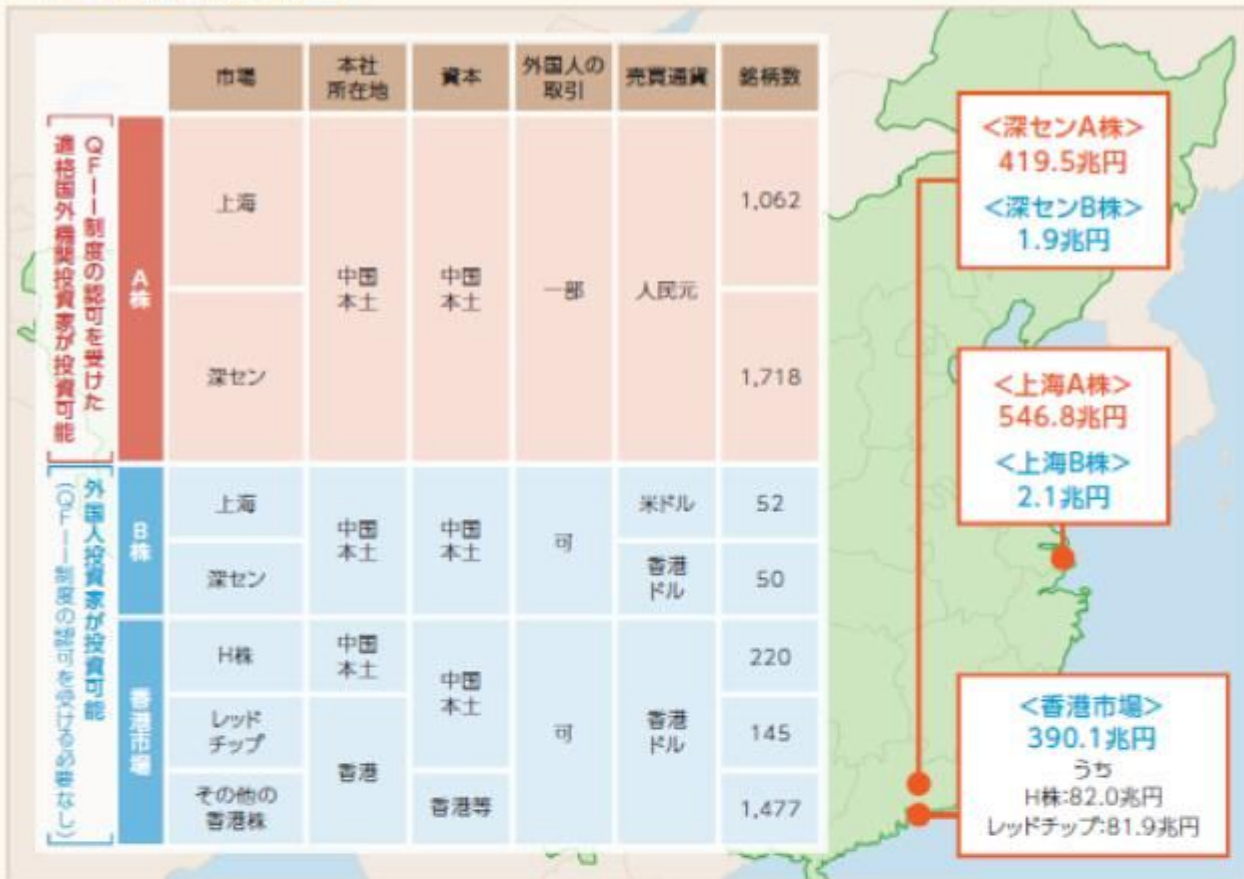 市場
本社
所在地
資本
外国人の
取引
売買通貨
銘柄数
QFII制度の認可を受けた
適格国外機関投資家が投資可能
A株
上海
中国
本土
中国
本土
一部
人民元
1,062
深セン
1,718
外国人投資家が投資可能
(QFII制度の認可を受ける必要なし)
B株
上海
中国
本土
中国
本土
可
米ドル
52
深セン
香港
ドル
50
香港市場
H株
中国
本土
中国
本土
可
香港
ドル
220
レッド
チップ
香港
145
その他の
香港株
香港等
1,477
<深センA株>
419.5兆円
<深センB株>
1.9兆円
<上海A株>
546.8兆円
<上海B株>
2.1兆円
<香港市場>
390.1兆円
うち
H株:82.0兆円
レッドチップ:81.9兆円